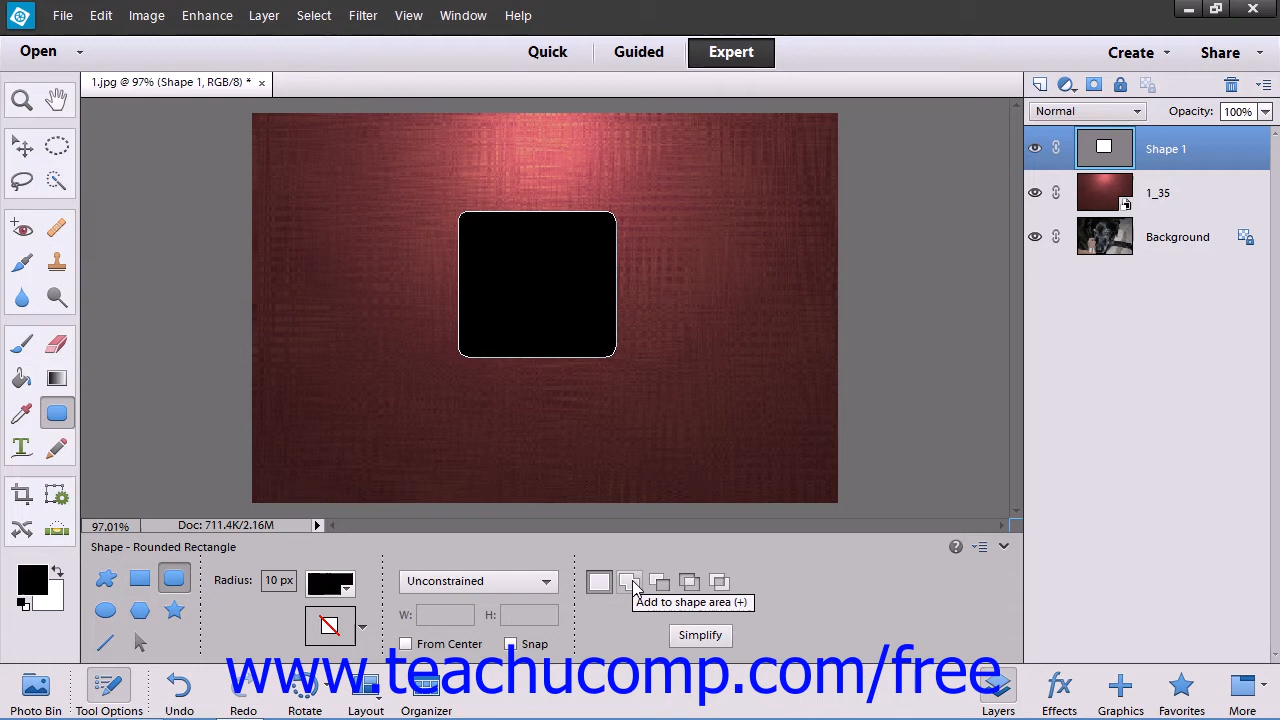 File Edit Image Enhance Layer Select Filter View Window Help
Open Quick Guided Expert Create Share
1.jpg @ 97% (Shape 1, RGB/8) *
Normal Opacity: 100%
Shape 1
1_35
Background
97.01% Doc: 711.4K/2.16M
Shape - Rounded Rectangle
Radius: 10 px Unconstrained
Add to shape area (+)
W: H:
From Center Snap Simplify
www.teachucomp.com/free
Photo Bin Tool Options Undo Redo Rotate Layout Organizer Layers Effects Graphics Favorites More